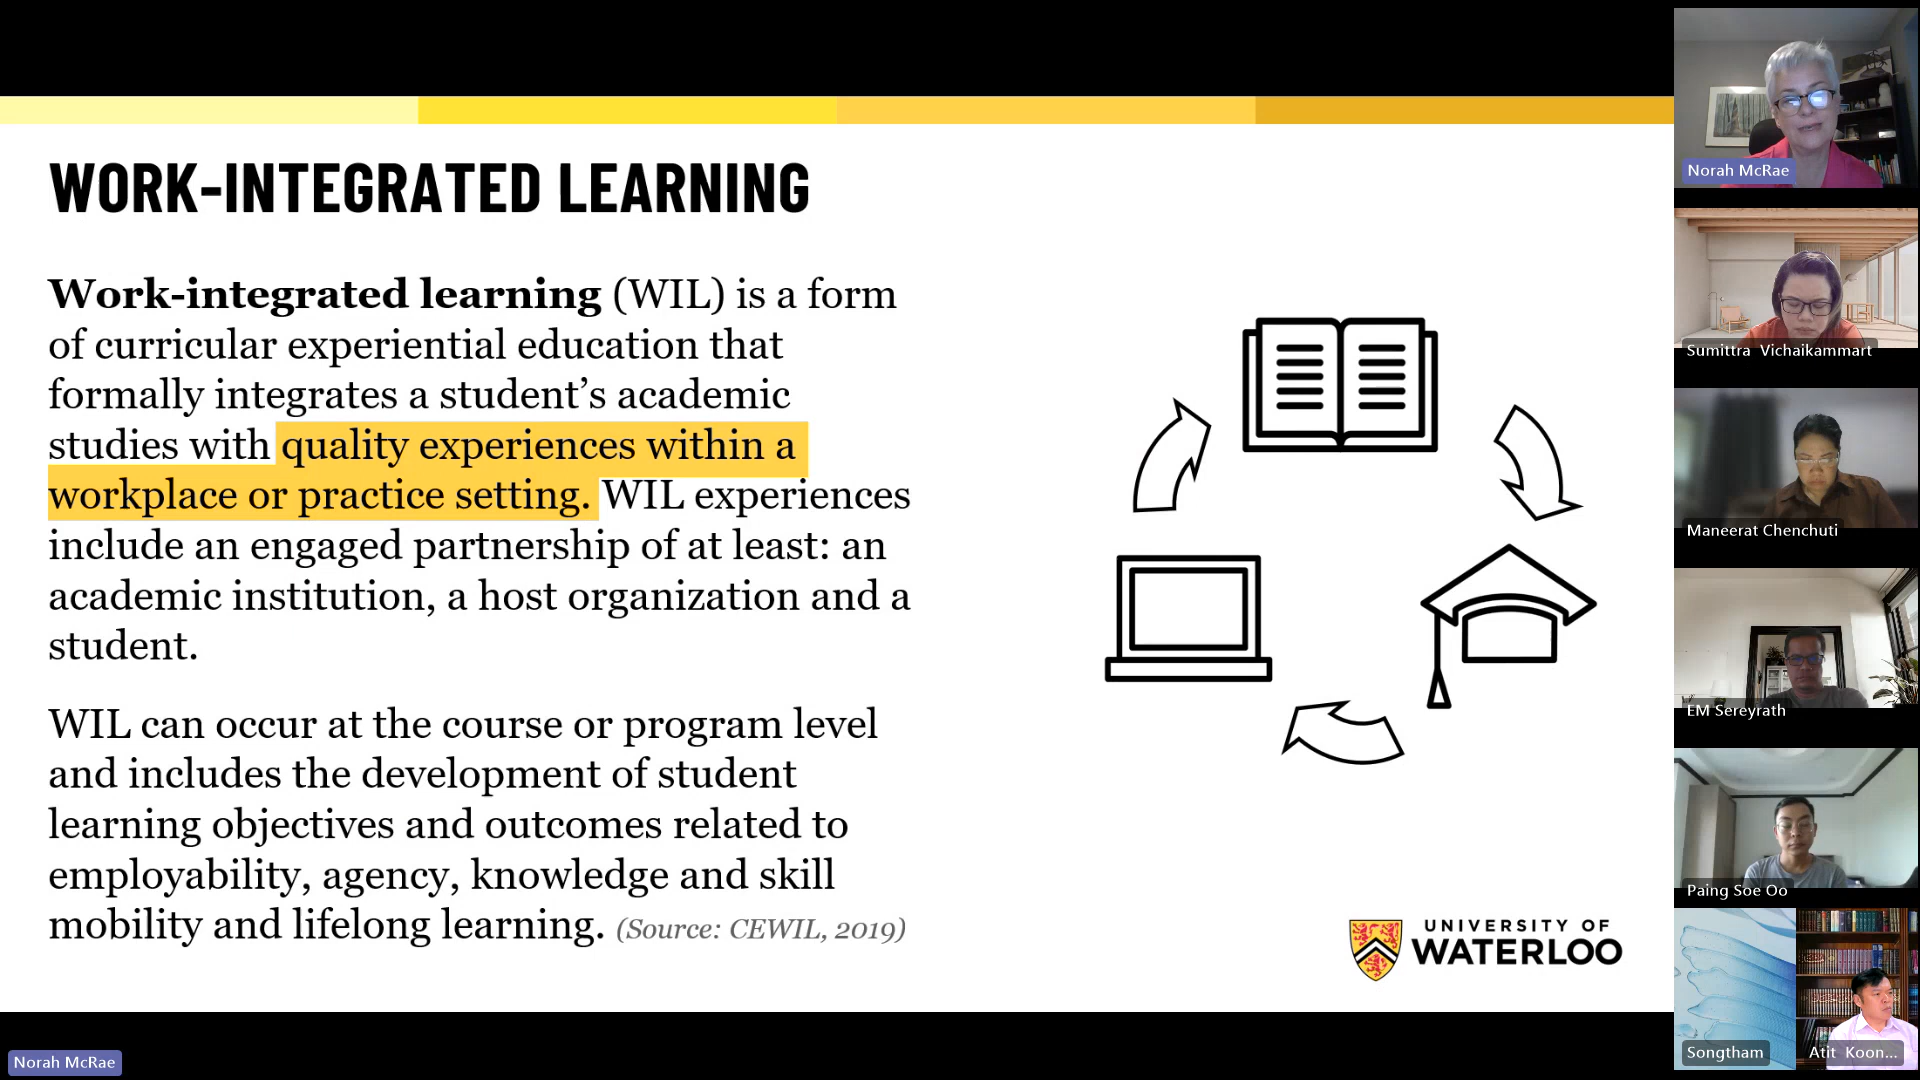 WORK-INTEGRATED LEARNING
Work-integrated learning (WIL) is a form
of curricular experiential education that
formally integrates a student’s academic
studies with quality experiences within a
workplace or practice setting. WIL experiences
include an engaged partnership of at least: an
academic institution, a host organization and a
student.
WIL can occur at the course or program level
and includes the development of student
learning objectives and outcomes related to
employability, agency, knowledge and skill
mobility and lifelong learning. (Source: CEWIL, 2019)
UNIVERSITY OF
WATERLOO
Norah McRae
Norah McRae
Sumittra Vichaikammart
Maneerat Chenchuti
EM Sereyrath
Paing Soe Oo
Songtham
Atit Koon...